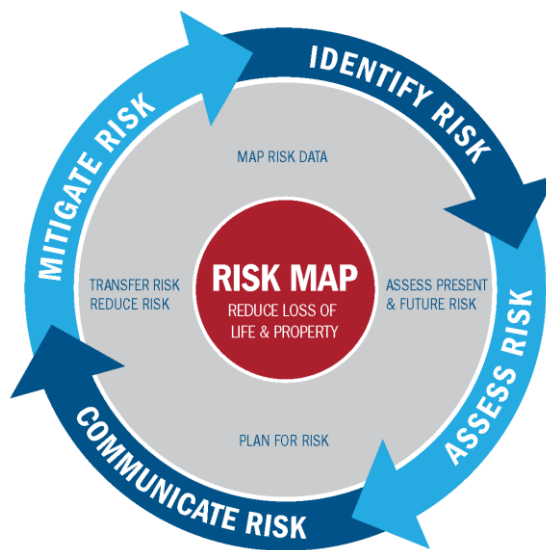 IDENTIFY RISK
MAP RISK DATA
MITIGATE RISK
TRANSFER RISK
REDUCE RISK
RISK MAP
REDUCE LOSS OF
LIFE & PROPERTY
ASSESS PRESENT
& FUTURE RISK
ASSESS RISK
PLAN FOR RISK
COMMUNICATE RISK